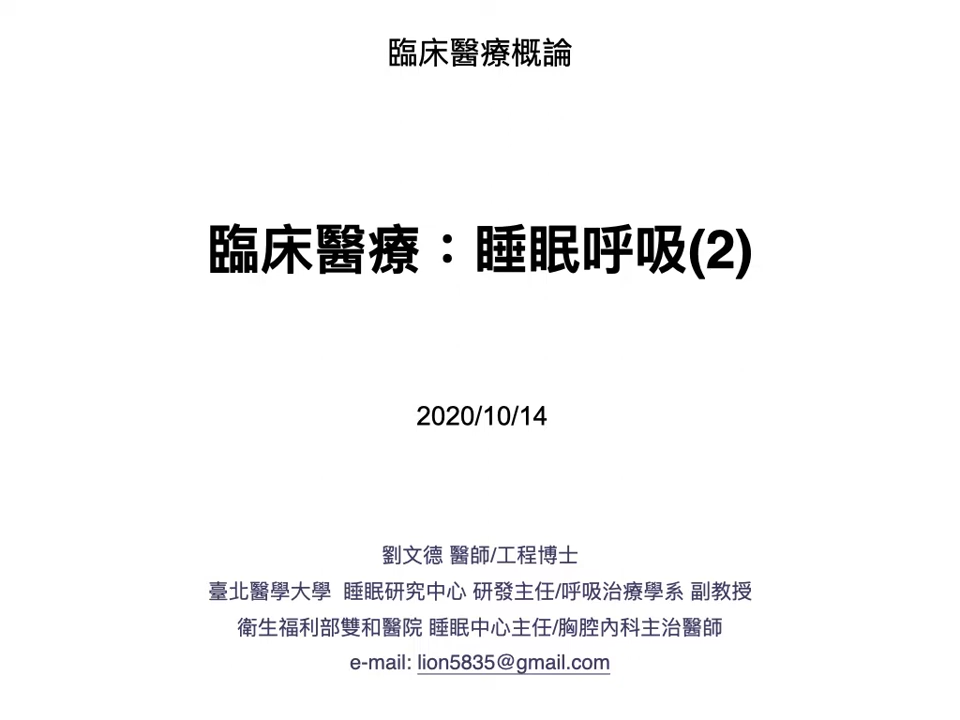 臨床醫療概論
臨床醫療：睡眠呼吸(2)
2020/10/14
劉文德 醫師/工程博士
臺北醫學大學 睡眠研究中心 研發主任/呼吸治療學系 副教授
衛生福利部雙和醫院 睡眠中心主任/胸腔內科主治醫師
e-mail: lion5835@gmail.com